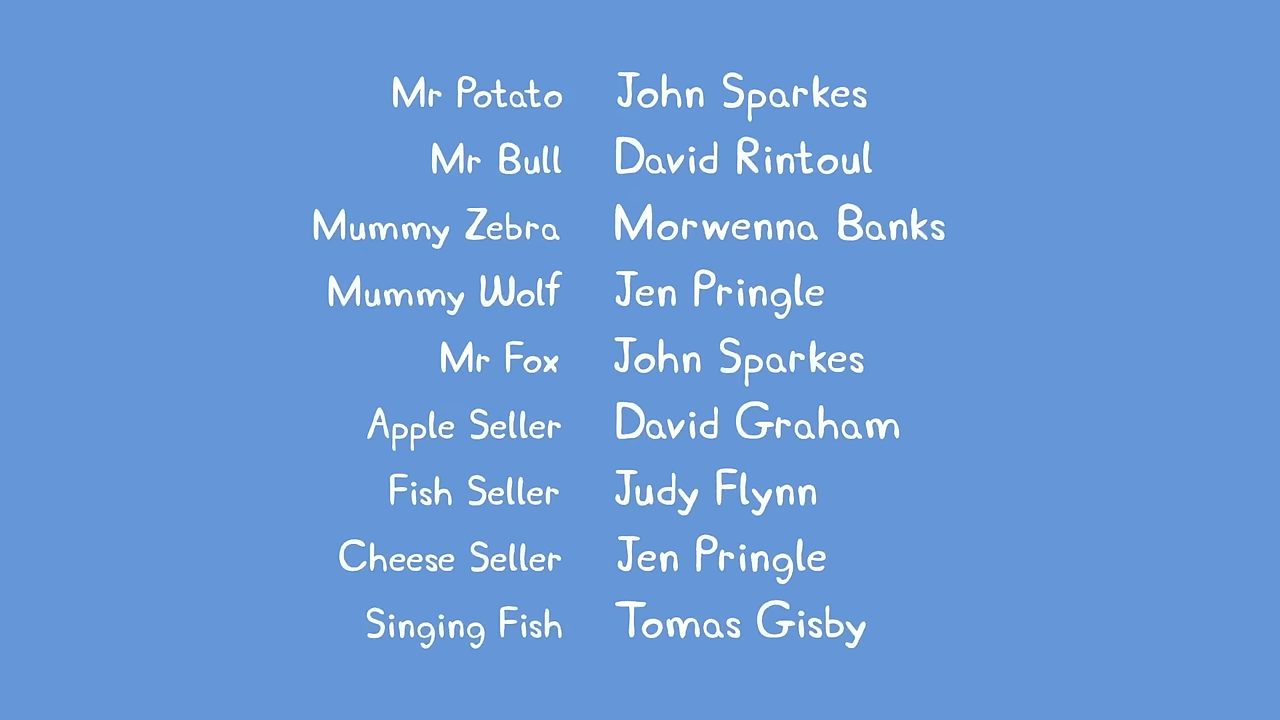 Mr Potato John Sparkes
Mr Bull David Rintoul
Mummy Zebra Morwenna Banks
Mummy Wolf Jen Pringle
Mr Fox John Sparkes
Apple Seller David Graham
Fish Seller Judy Flynn
Cheese Seller Jen Pringle
Singing Fish Tomas Gisby